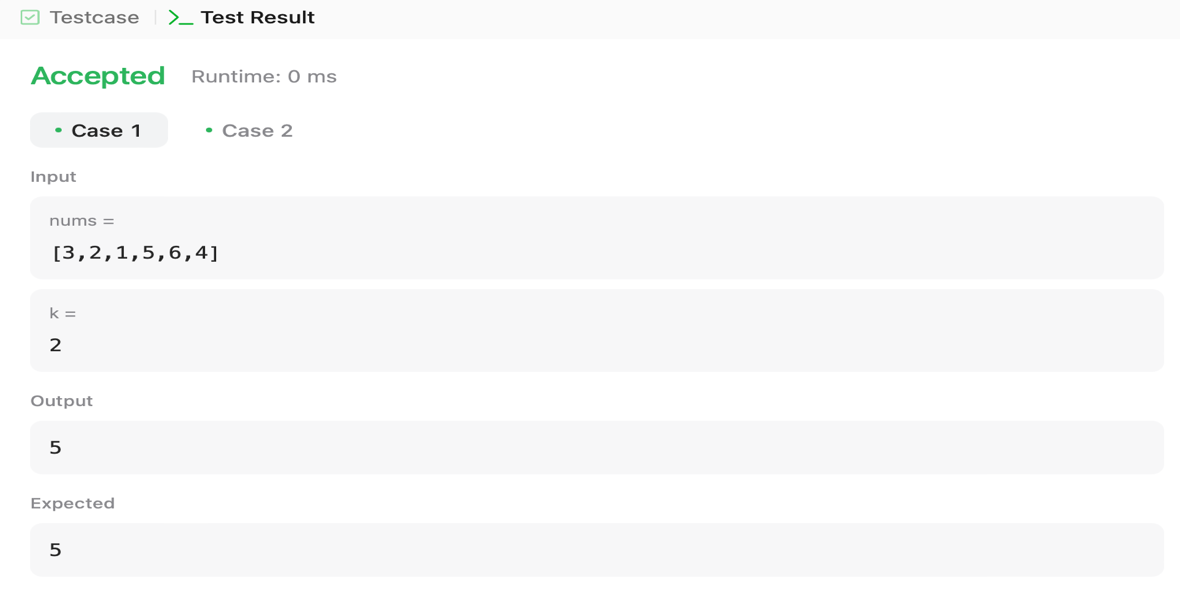 Testcase | >_ Test Result
Accepted Runtime: 0 ms
• Case 1 • Case 2
Input
nums =
[3,2,1,5,6,4]
k =
2
Output
5
Expected
5